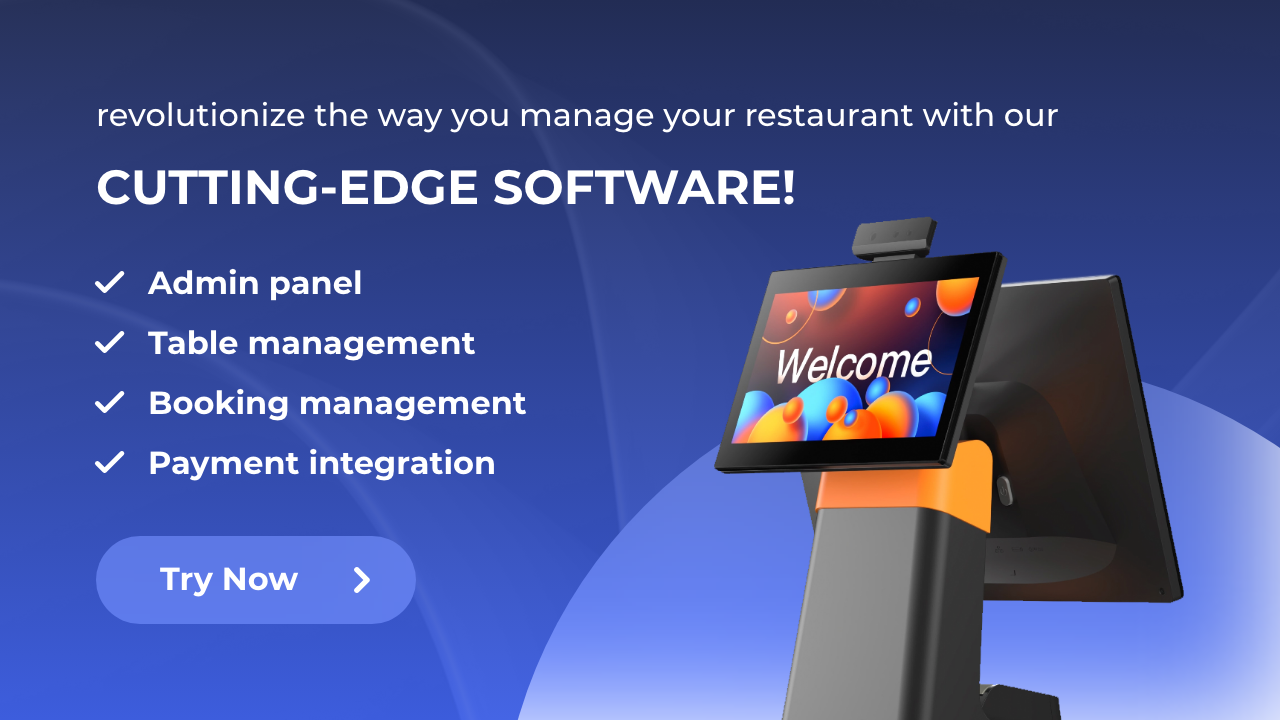 revolutionize the way you manage your restaurant with our
CUTTING-EDGE SOFTWARE!
Admin panel
Table management
Booking management
Payment integration
Try Now
Welcome